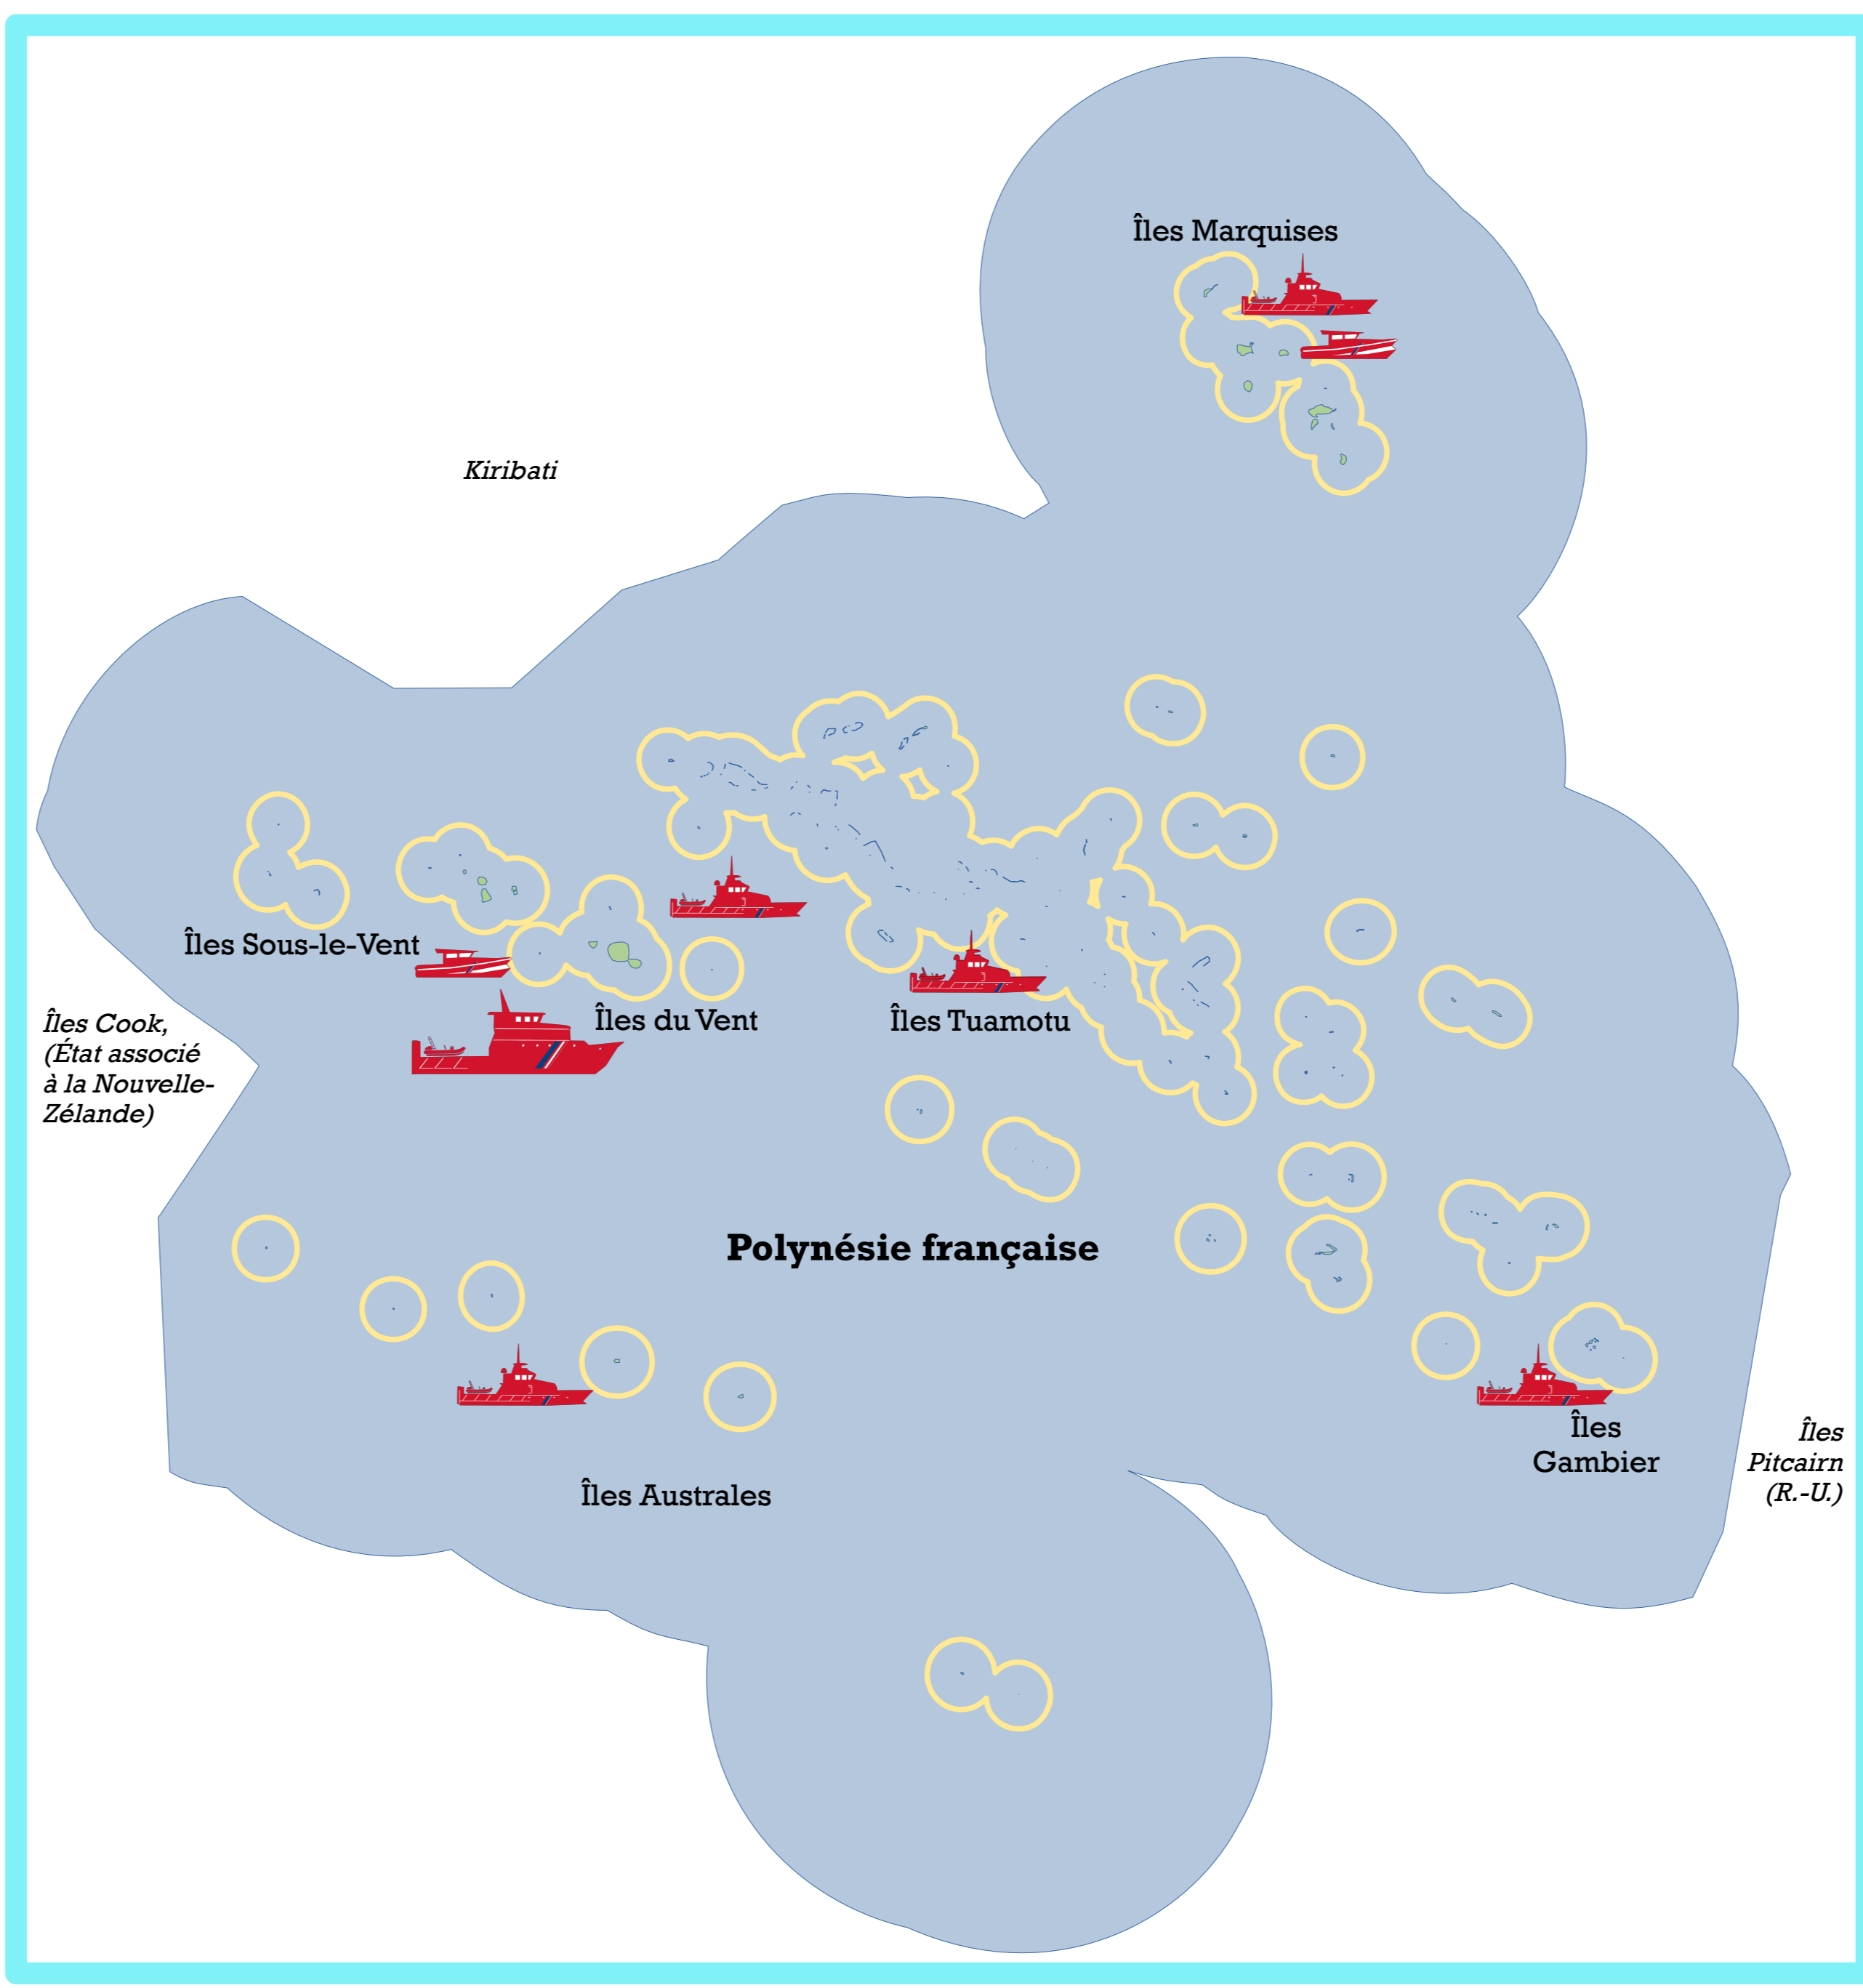 Îles Marquises
Kiribati
Îles Sous-le-Vent
Îles du Vent
Îles Tuamotu
Îles Cook,
(État associé
à la Nouvelle-
Zélande)
Polynésie française
Îles
Gambier
Îles
Pitcairn
(R.-U.)
Îles Australes